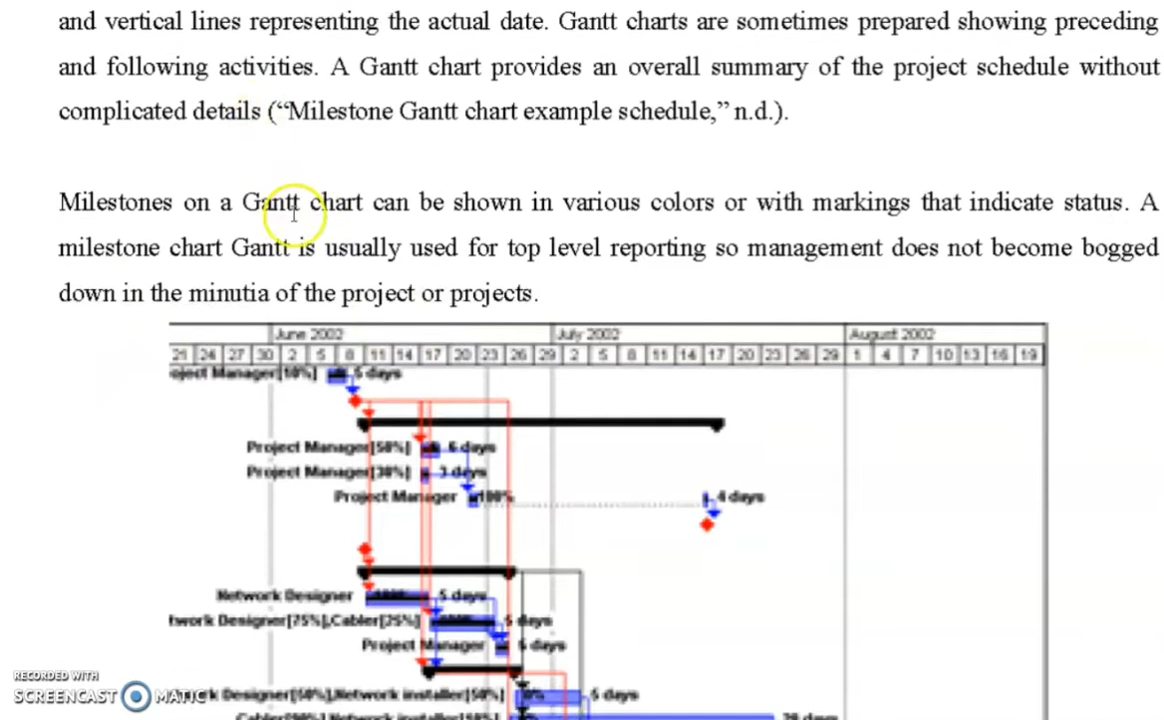 and vertical lines representing the actual date. Gantt charts are sometimes prepared showing preceding
and following activities. A Gantt chart provides an overall summary of the project schedule without
complicated details (“Milestone Gantt chart example schedule,” n.d.).
Milestones on a Gantt chart can be shown in various colors or with markings that indicate status. A
milestone chart Gantt is usually used for top level reporting so management does not become bogged
down in the minutia of the project or projects.
June 2002 July 2002 August 2002
21 24 27 30 2 5 8 11 14 17 20 23 26 29 2 5 8 11 14 17 20 23 26 29 1 4 7 10 13 16 19
oject Manager[10%] 5 days
Project Manager[50%] 6 days
Project Manager[30%] 3 days
Project Manager 100% 4 days
Network Designer 5 days
twork Designer[75%],Cabler[25%] 5 days
Project Manager 5 days
RECORDED WITH
SCREENCAST MATIC
k Designer[50%],Network installer[50%] 0% 5 days